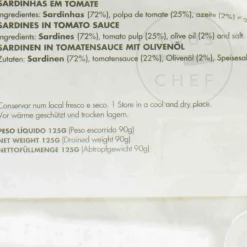 SARDINHAS EM TOMATE
Ingredientes: Sardinhas (72%), polpa de tomate (25%), azeite (2%)
SARDINES IN TOMATO SAUCE
Ingredients: Sardines (72%), tomato pulp (25%), olive oil (2%) and salt
SARDINEN IN TOMATENSAUCE MIT OLIVENÖL
Zutaten: Sardinen (72%), tomatensauce (22%), Olivenöl (2%), Speisesal
CHEF
Conservar num local fresco e seco. | Store in a cool and dry place.
Vor wärme geschützt und trocken lagern.
PESO LÍQUIDO 125G (Peso escorrido 90g)
NET WEIGHT 125G (Drained weight 90g)
NETTOFÜLLMENGE 125G (Abtropfgewicht 90g)